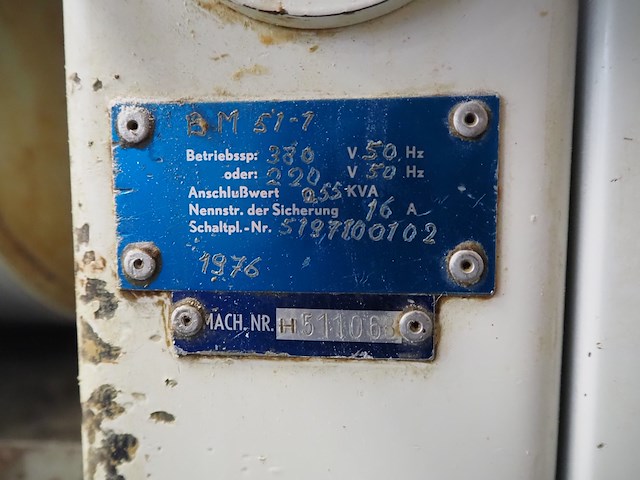 BM 51-1
Betriebssp: 380 V 50 Hz
oder: 220 V 50 Hz
Anschlußwert 0,55 KVA
Nennstr. der Sicherung 16 A
Schaltpl.-Nr. 5197100102
1976
MACH. NR. H 51106